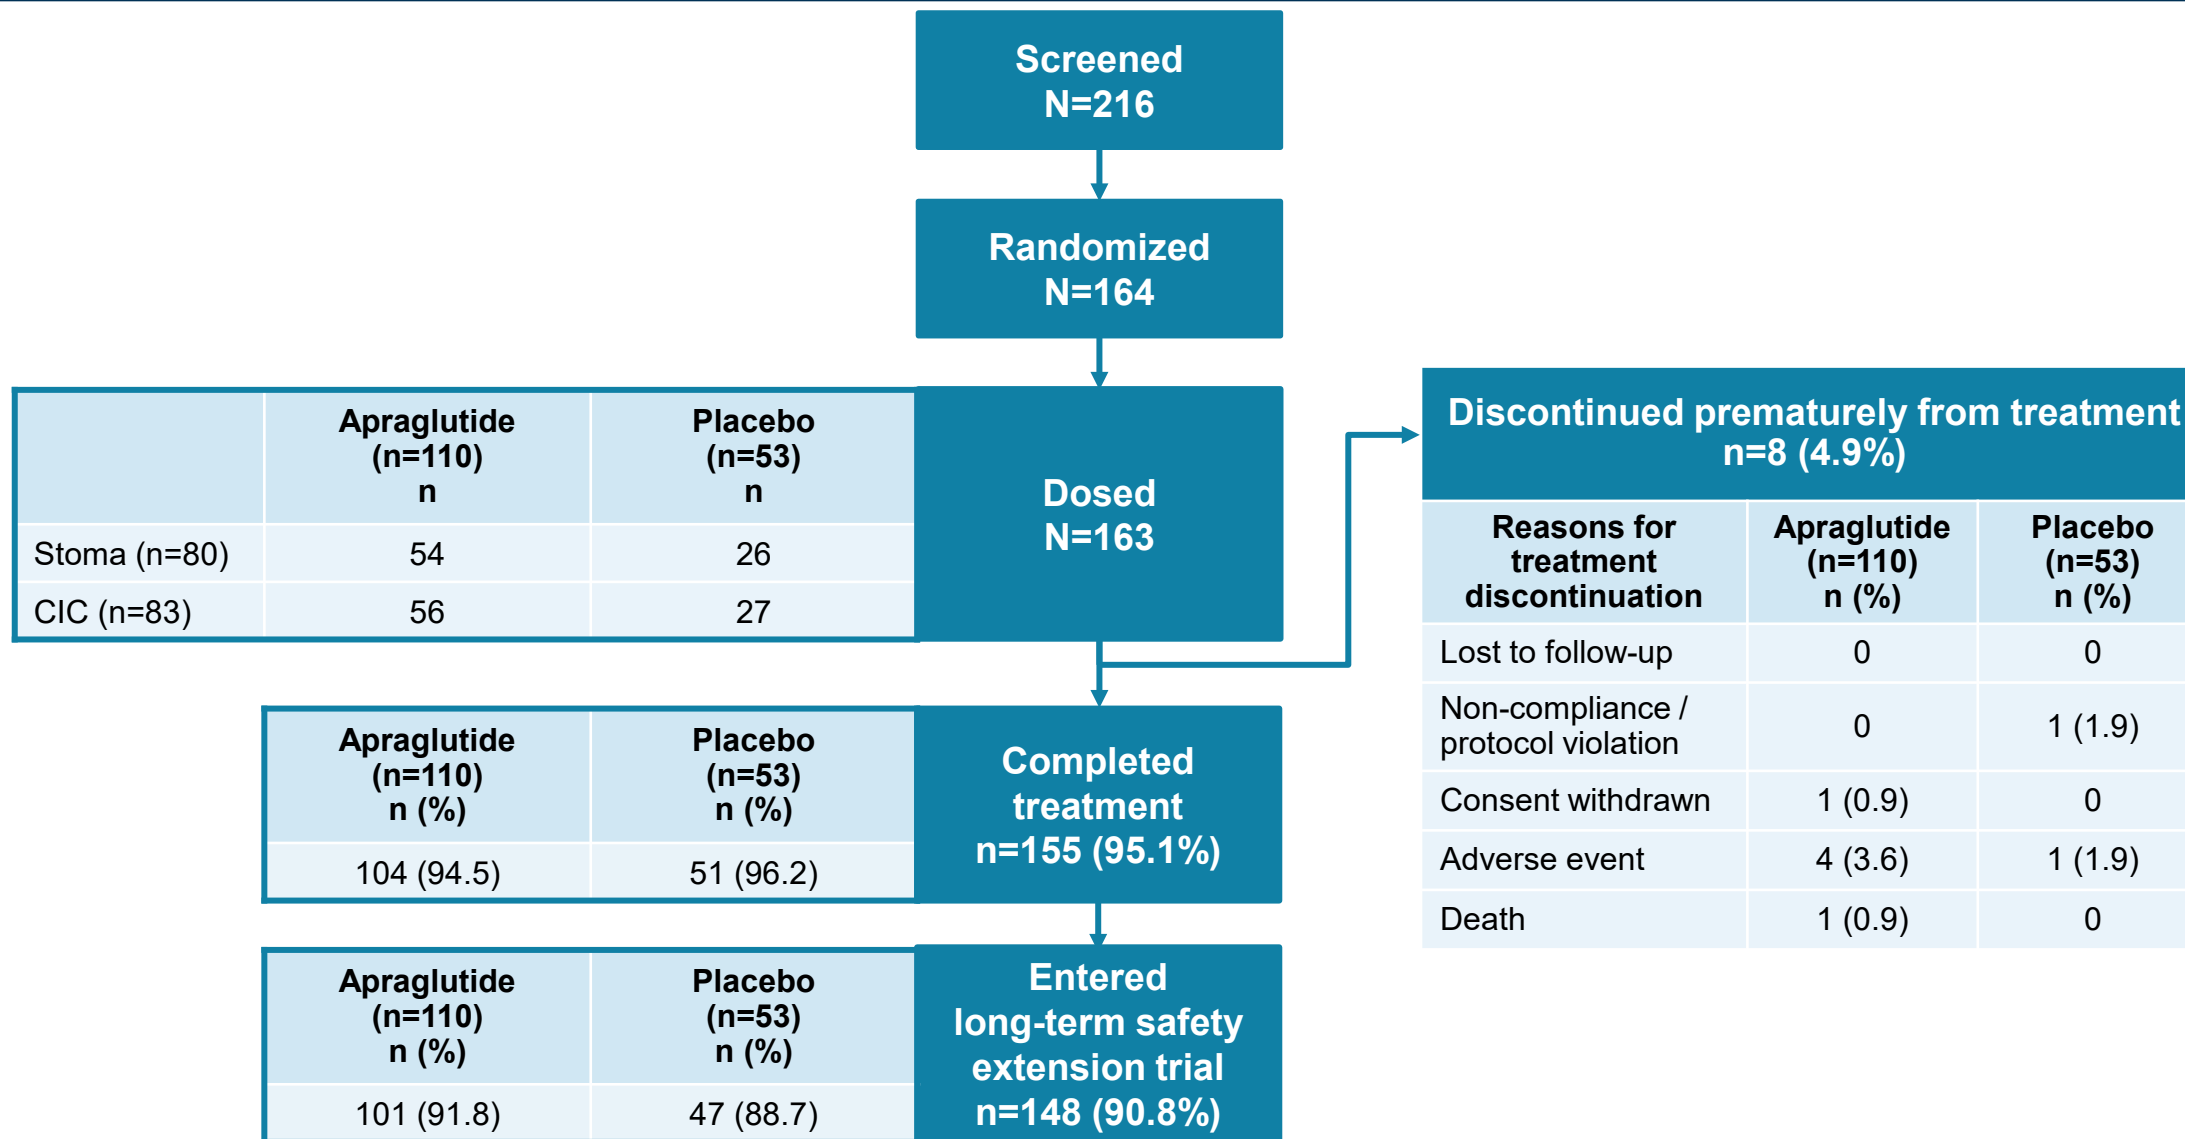 Screened
N=216
Randomized
N=164
Apraglutide
(n=110)
n
Placebo
(n=53)
n
Stoma (n=80) 54 26
CIC (n=83) 56 27
Dosed
N=163
Discontinued prematurely from treatment
n=8 (4.9%)
Reasons for
treatment
discontinuation
Apraglutide
(n=110)
n (%)
Placebo
(n=53)
n (%)
Lost to follow-up 0 0
Non-compliance /
protocol violation 0 1 (1.9)
Consent withdrawn 1 (0.9) 0
Adverse event 4 (3.6) 1 (1.9)
Death 1 (0.9) 0
Apraglutide
(n=110)
n (%)
Placebo
(n=53)
n (%)
104 (94.5) 51 (96.2)
Completed
treatment
n=155 (95.1%)
Apraglutide
(n=110)
n (%)
Placebo
(n=53)
n (%)
101 (91.8) 47 (88.7)
Entered
long-term safety
extension trial
n=148 (90.8%)